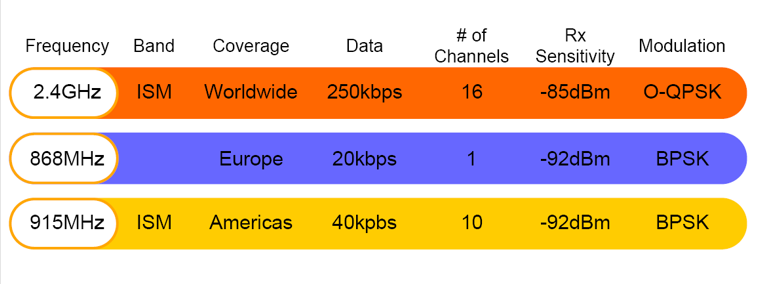 Frequency Band Coverage Data # of Channels Rx Sensitivity Modulation
2.4GHz ISM Worldwide 250kbps 16 -85dBm O-QPSK
868MHz Europe 20kbps 1 -92dBm BPSK
915MHz ISM Americas 40kpbs 10 -92dBm BPSK